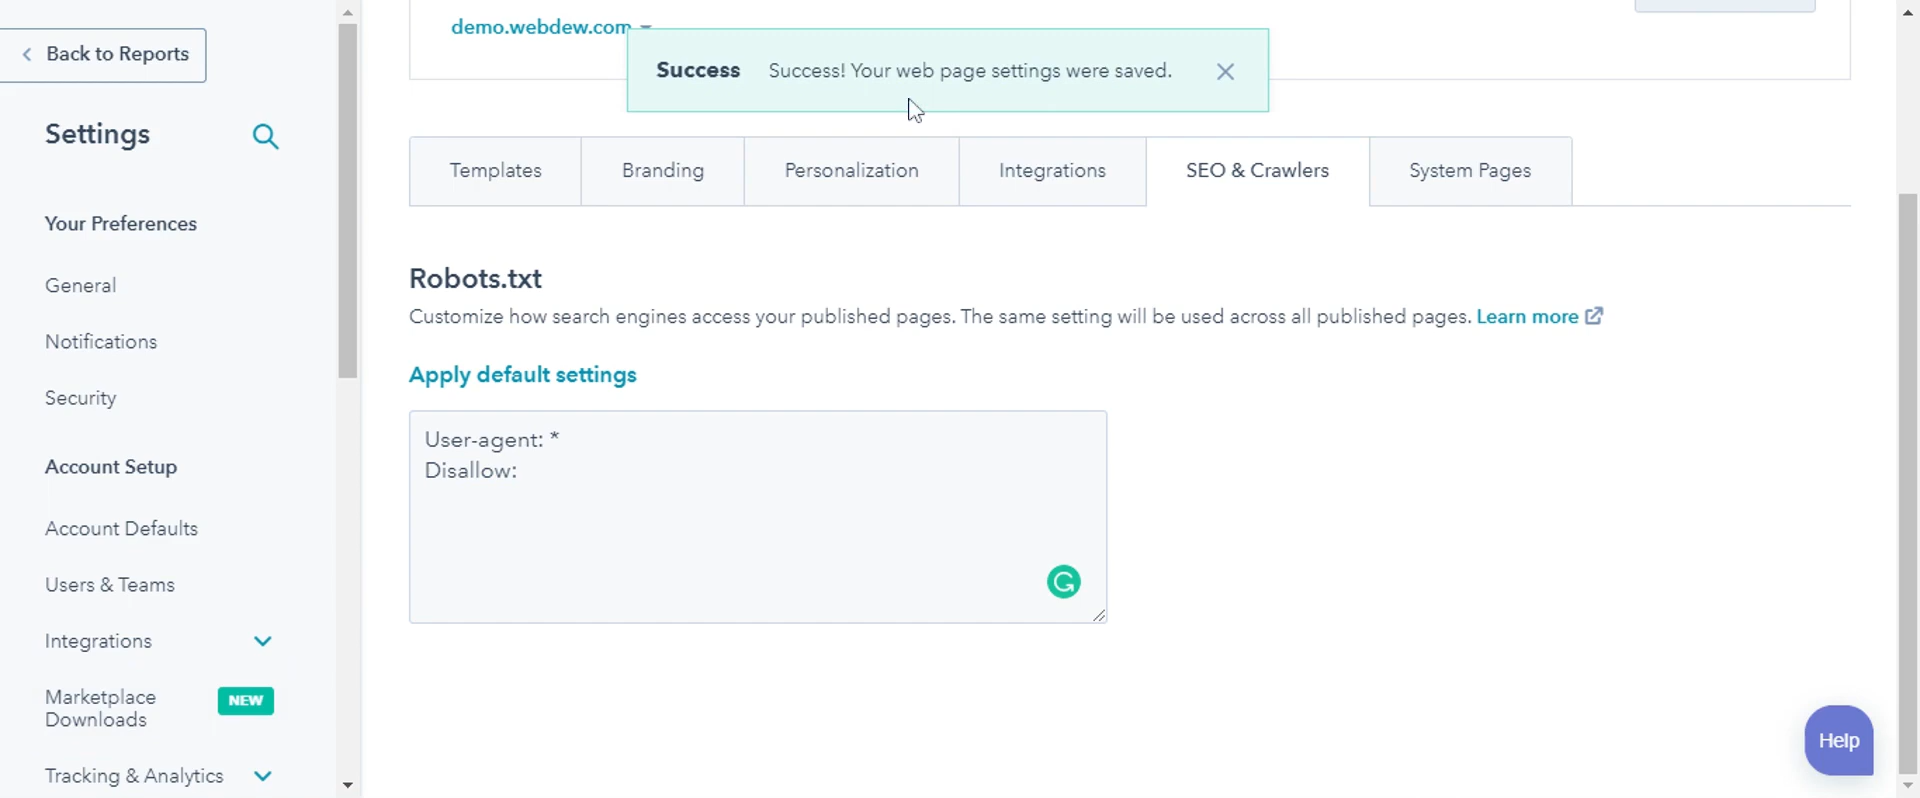 Back to Reports
Settings
Your Preferences
General
Notifications
Security
Account Setup
Account Defaults
Users & Teams
Integrations
Marketplace
Downloads
NEW
Tracking & Analytics
demo.webdew.com
Success Success! Your web page settings were saved.
Templates
Branding
Personalization
Integrations
SEO & Crawlers
System Pages
Robots.txt
Customize how search engines access your published pages. The same setting will be used across all published pages. Learn more
Apply default settings
User-agent: *
Disallow:
Help